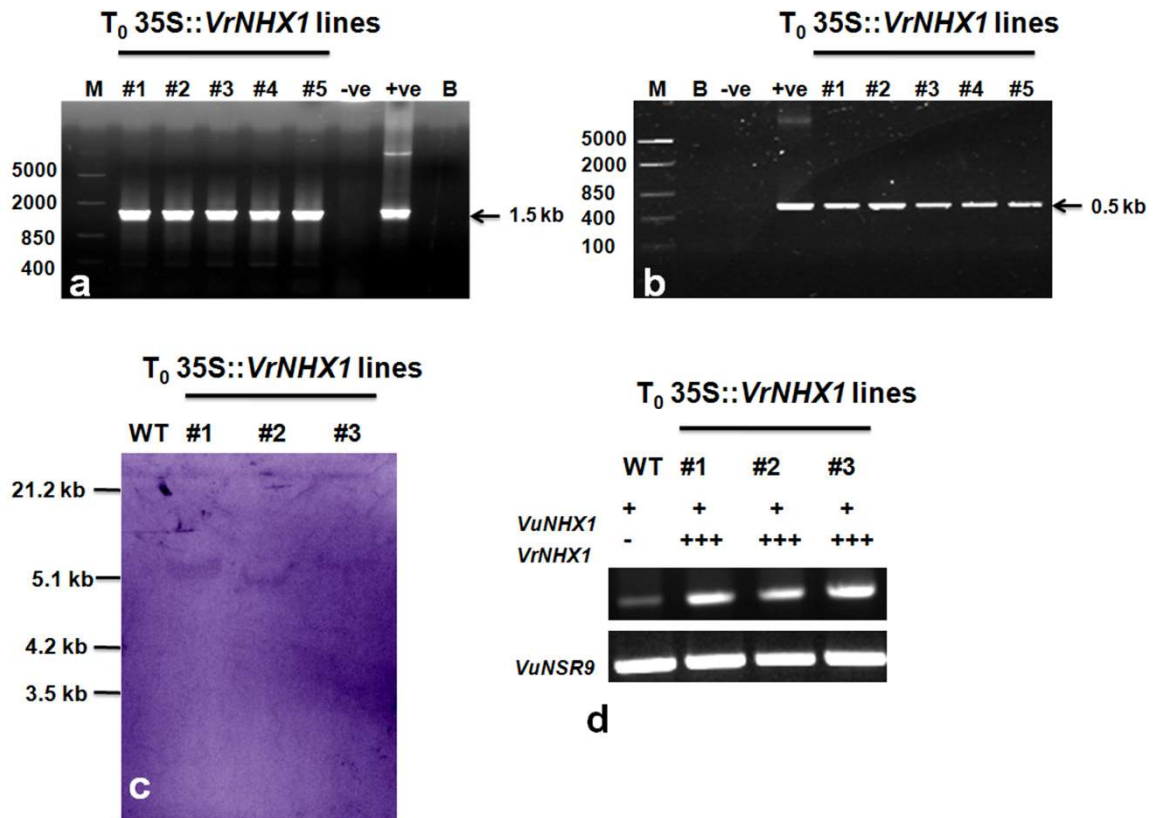 T₀ 35S::VrNHX1 lines
M #1 #2 #3 #4 #5 -ve +ve B
5000
2000
850
400
1.5 kb
a
T₀ 35S::VrNHX1 lines
M B -ve +ve #1 #2 #3 #4 #5
5000
2000
850
400
100
0.5 kb
b
T₀ 35S::VrNHX1 lines
WT #1 #2 #3
21.2 kb
5.1 kb
4.2 kb
3.5 kb
c
T₀ 35S::VrNHX1 lines
WT #1 #2 #3
VuNHX1 + + + +
VrNHX1 - +++ +++ +++
VuNSR9
d